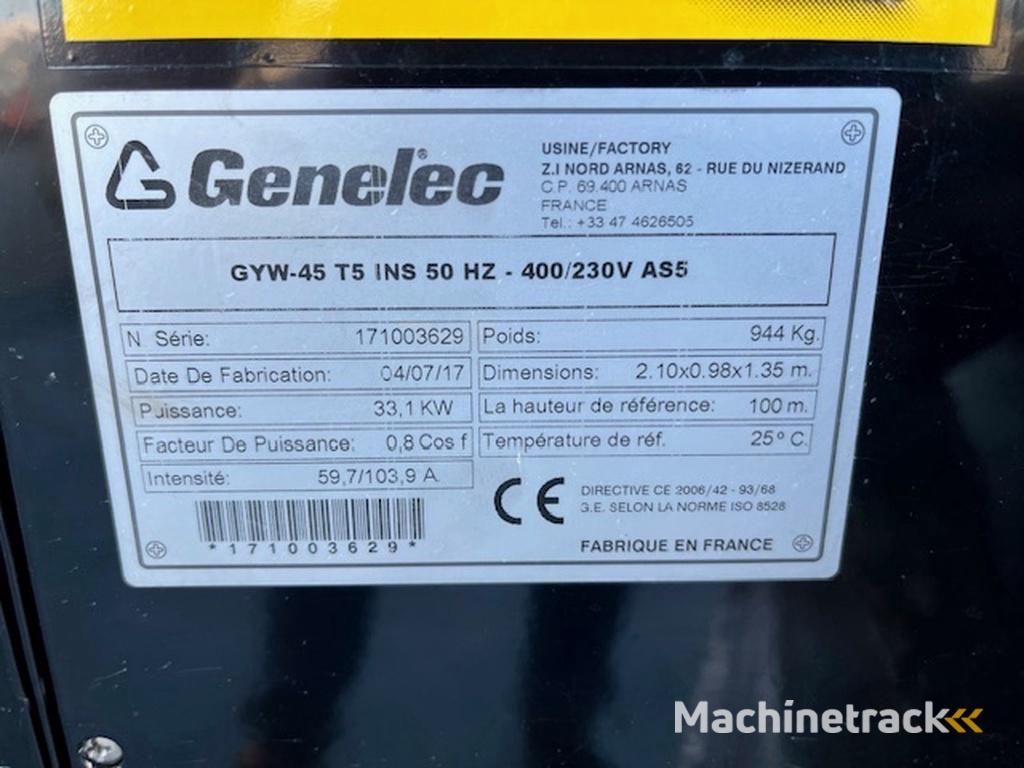 Genelec
USINE/FACTORY
Z.I NORD ARNAS, 62 - RUE DU NIZERAND
C.P. 69.400 ARNAS
FRANCE
Tel.: +33 47 4626505
GYW-45 T5 INS 50 HZ - 400/230V AS5
N Série: 171003629
Poids: 944 Kg.
Date De Fabrication: 04/07/17
Dimensions: 2.10x0.98x1.35 m.
Puissance: 33,1 KW
La hauteur de référence: 100 m.
Facteur De Puissance: 0,8 Cos f
Température de réf. 25º C.
Intensité: 59,7/103,9 A
*171003629*
CE
DIRECTIVE CE 2006/42 - 93/68
G.E. SELON LA NORME ISO 8528
FABRIQUE EN FRANCE
Machinetrack